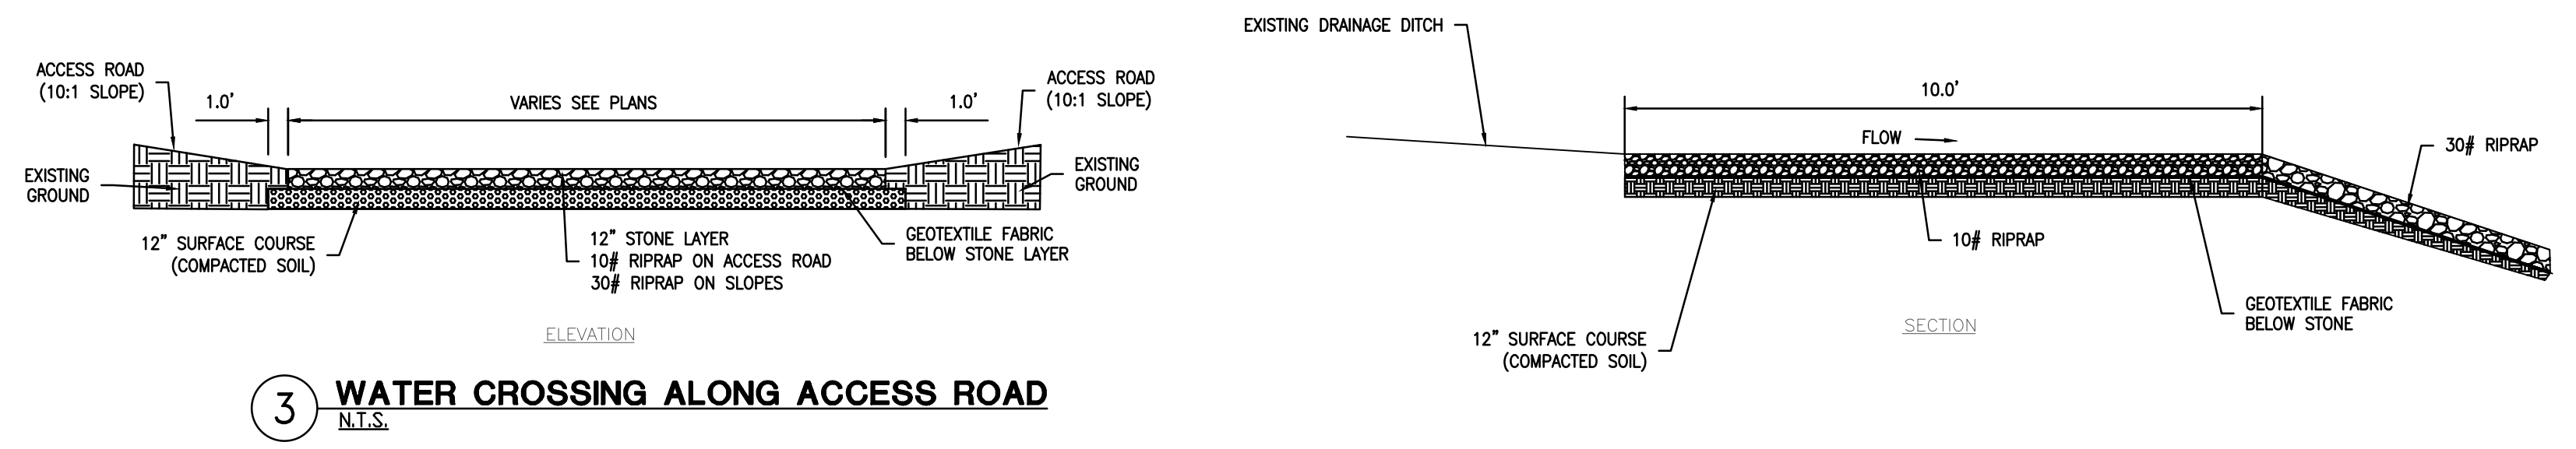 ACCESS ROAD
(10:1 SLOPE)
1.0'
VARIES SEE PLANS
1.0'
ACCESS ROAD
(10:1 SLOPE)
EXISTING
GROUND
EXISTING
GROUND
12" SURFACE COURSE
(COMPACTED SOIL)
12" STONE LAYER
10# RIPRAP ON ACCESS ROAD
30# RIPRAP ON SLOPES
GEOTEXTILE FABRIC
BELOW STONE LAYER
ELEVATION
3
WATER CROSSING ALONG ACCESS ROAD
N.T.S.
EXISTING DRAINAGE DITCH
10.0'
FLOW
30# RIPRAP
10# RIPRAP
GEOTEXTILE FABRIC
BELOW STONE
12" SURFACE COURSE
(COMPACTED SOIL)
SECTION